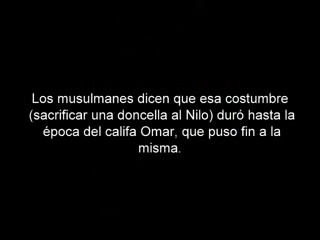 Los musulmanes dicen que esa costumbre
(sacrificar una doncella al Nilo) duró hasta la
época del califa Omar, que puso fin a la
misma.